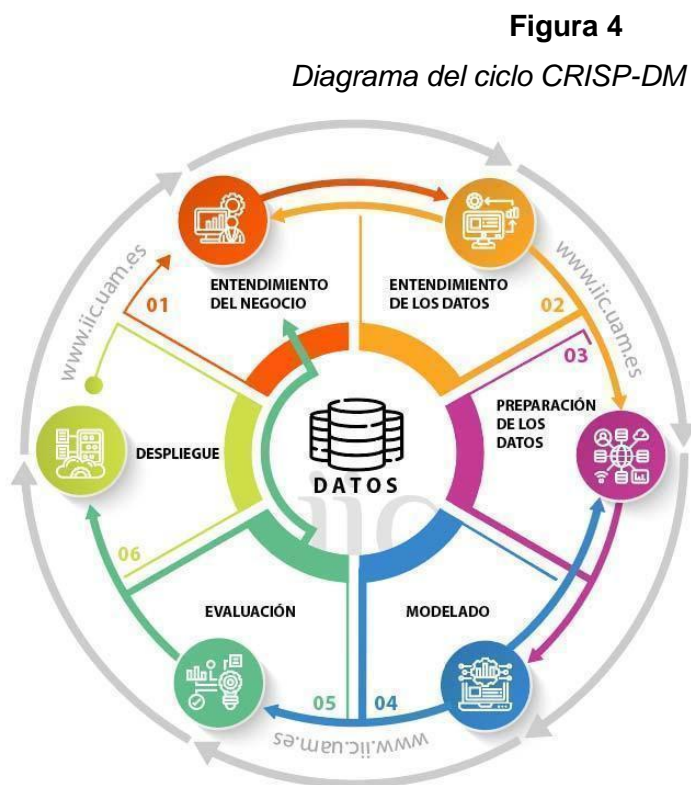 Figura 4
Diagrama del ciclo CRISP-DM
www.iic.uam.es
www.iic.uam.es
01
ENTENDIMIENTO
DEL NEGOCIO
ENTENDIMIENTO
DE LOS DATOS
02
03
PREPARACIÓN
DE LOS
DATOS
DATOS
iic
DESPLIEGUE
06
EVALUACIÓN
MODELADO
05
04
www.iic.uam.es